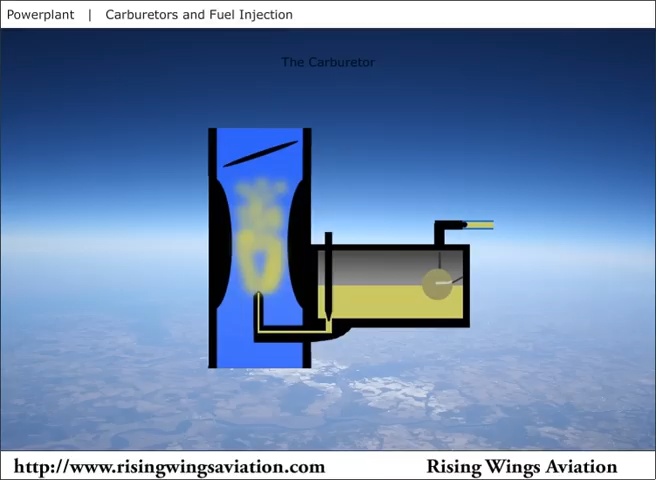 Powerplant | Carburetors and Fuel Injection
The Carburetor
http://www.risingwingsaviation.com Rising Wings Aviation